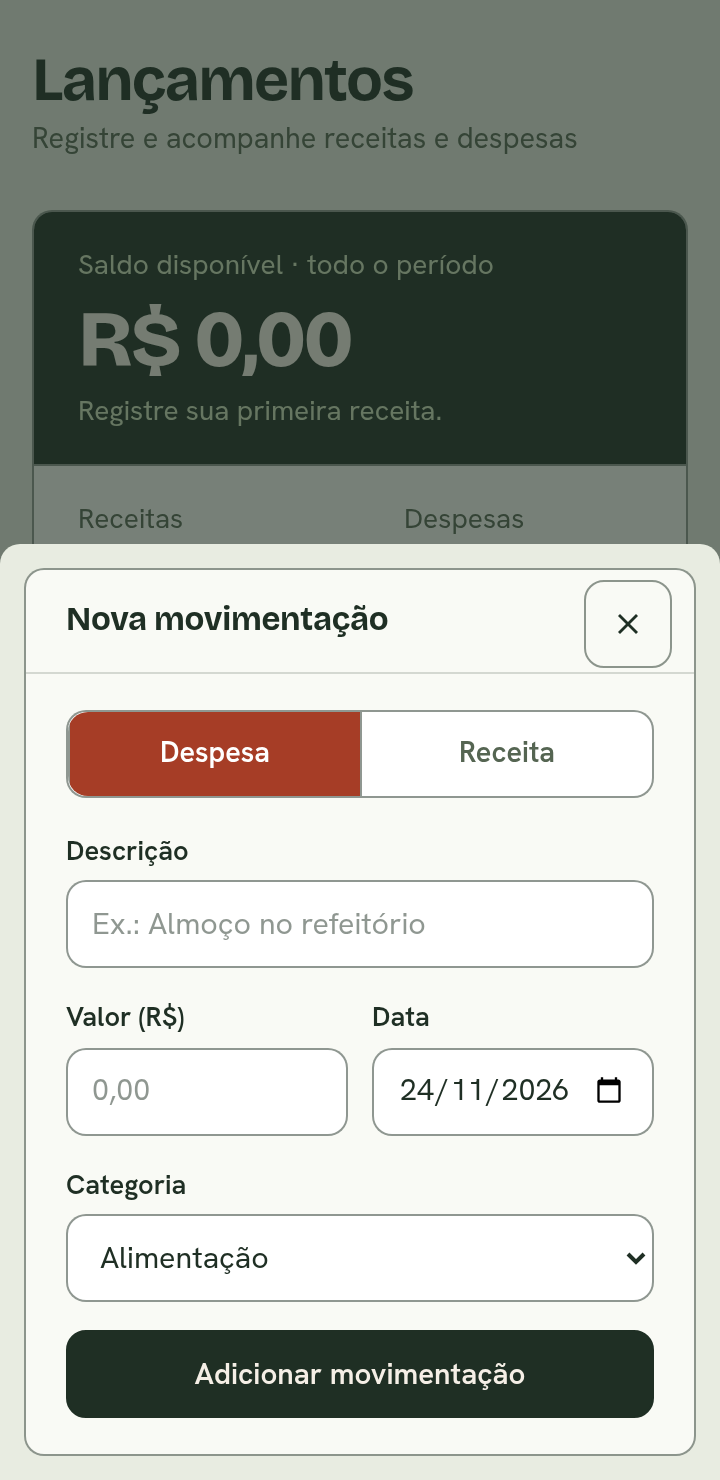 Lançamentos
Registre e acompanhe receitas e despesas
Saldo disponível · todo o período
R$ 0,00
Registre sua primeira receita.
Receitas Despesas
Nova movimentação
Despesa Receita
Descrição
Ex.: Almoço no refeitório
Valor (R$) Data
0,00 24/11/2026
Categoria
Alimentação
Adicionar movimentação